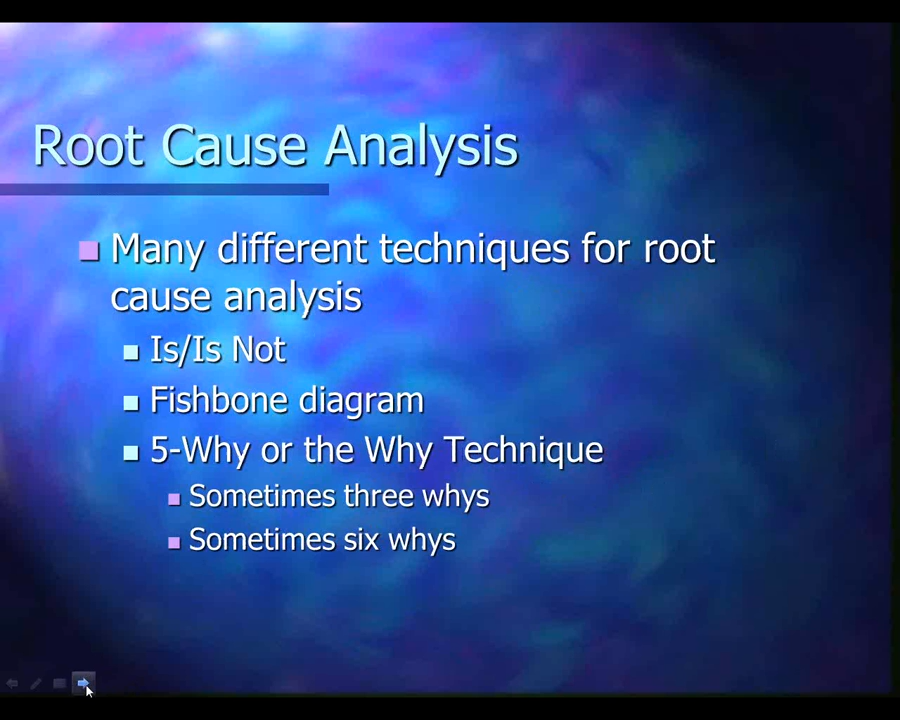 Root Cause Analysis
Many different techniques for root
cause analysis
Is/Is Not
Fishbone diagram
5-Why or the Why Technique
Sometimes three whys
Sometimes six whys